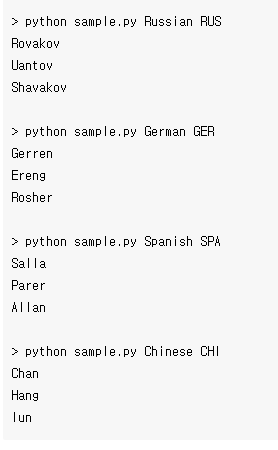 > python sample.py Russian RUS
Rovakov
Uantov
Shavakov
> python sample.py German GER
Gerren
Ereng
Rosher
> python sample.py Spanish SPA
Salla
Parer
Allan
> python sample.py Chinese CHI
Chan
Hang
Iun